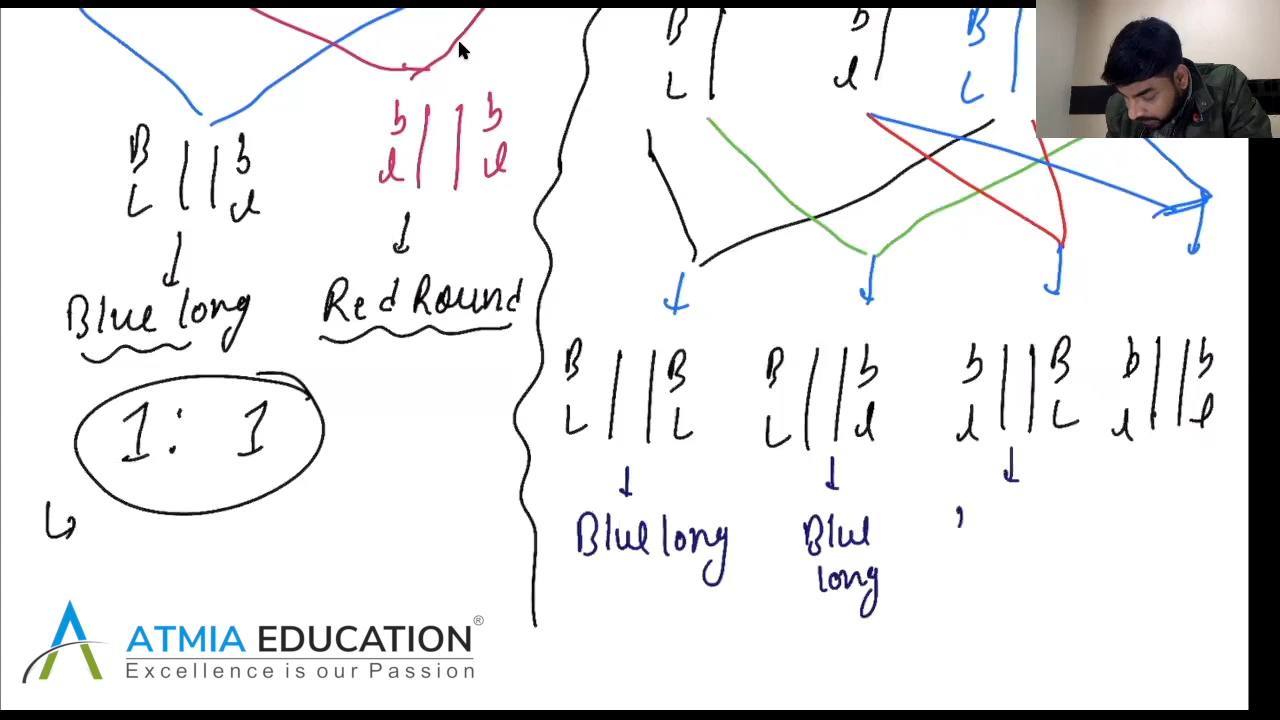 B b B
L l L
B b b b
L l l l
Blue long Red Round
1 : 1
B B B b b B b b
L L L l l L l l
Blue long Blue
long
ATMIA EDUCATION®
Excellence is our Passion